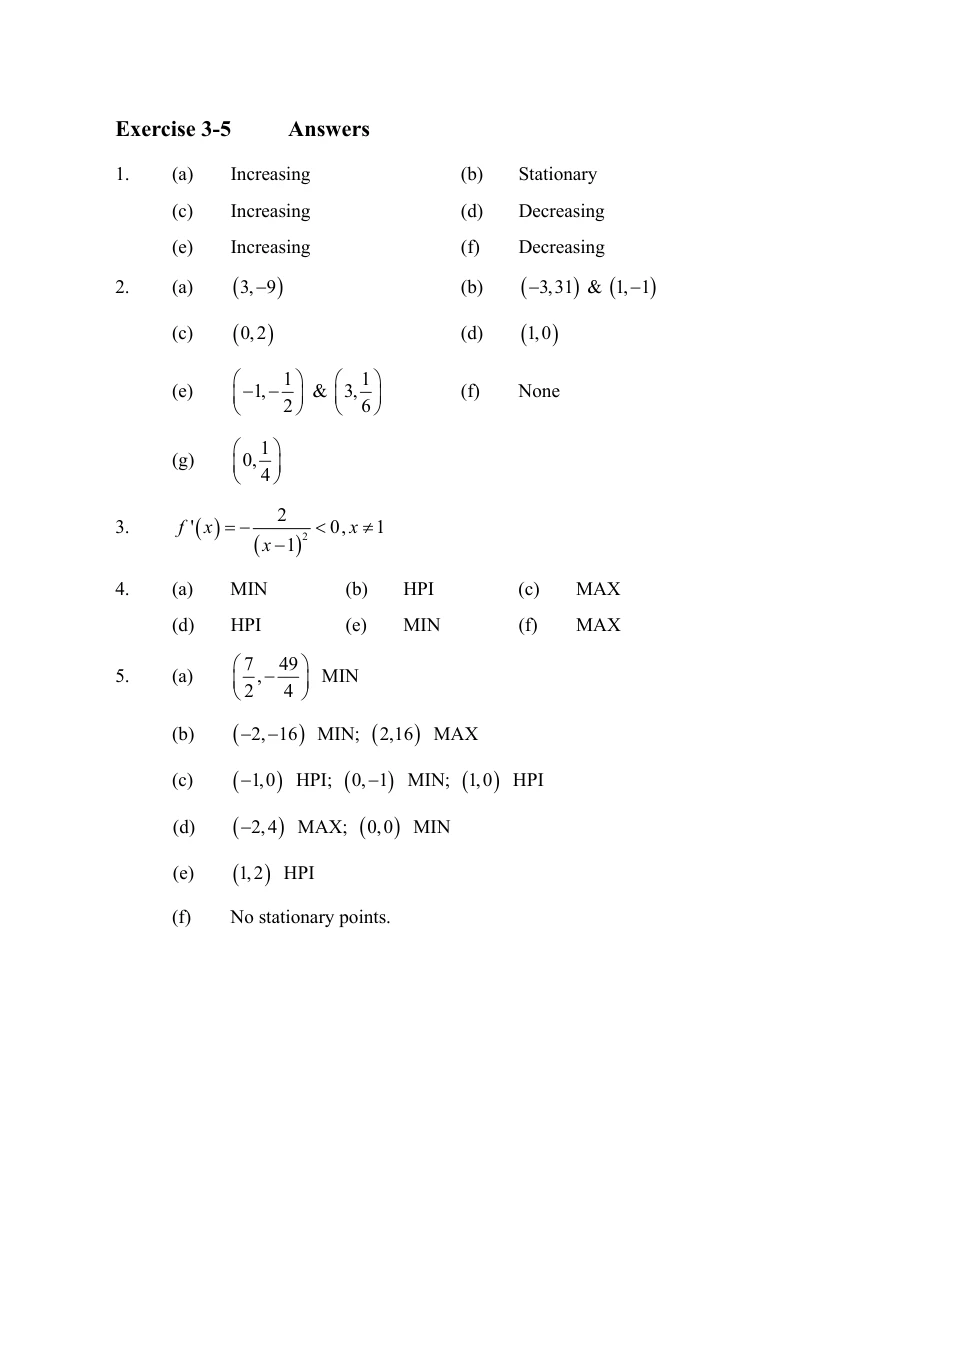 Exercise 3-5 Answers
1. (a) Increasing (b) Stationary
(c) Increasing (d) Decreasing
(e) Increasing (f) Decreasing
2. (a) (3,−9) (b) (−3,31) & (1,−1)
(c) (0,2) (d) (1,0)
(e) (−1,−1/2) & (3,1/6) (f) None
(g) (0,1/4)
3. f'(x)=−2/(x−1)² <0, x≠1
4. (a) MIN (b) HPI (c) MAX
(d) HPI (e) MIN (f) MAX
5. (a) (7/2,−49/4) MIN
(b) (−2,−16) MIN; (2,16) MAX
(c) (−1,0) HPI; (0,−1) MIN; (1,0) HPI
(d) (−2,4) MAX; (0,0) MIN
(e) (1,2) HPI
(f) No stationary points.